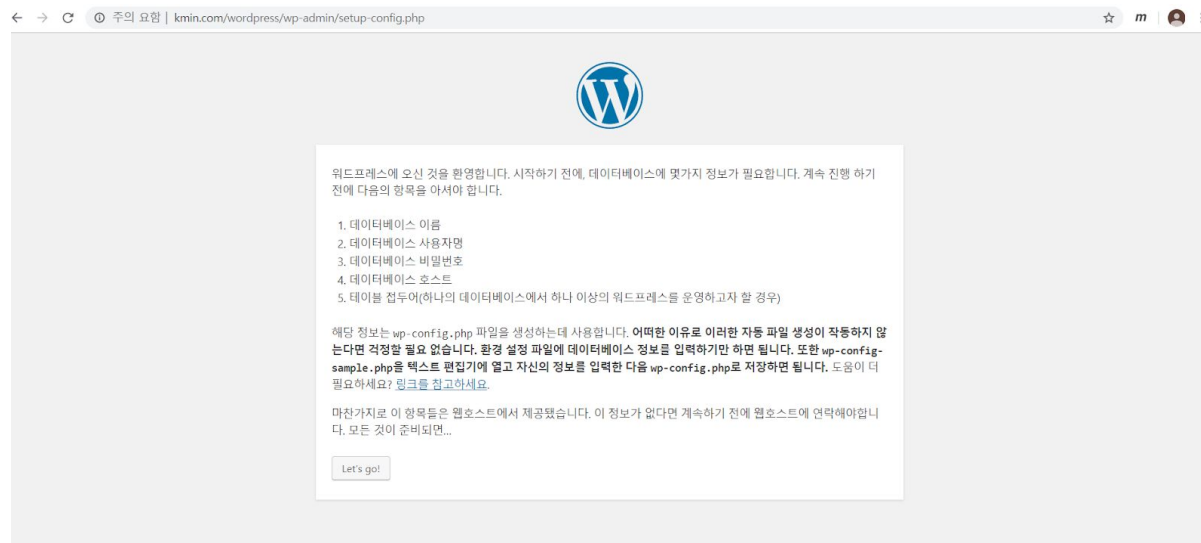 주의 요함 | kmin.com/wordpress/wp-admin/setup-config.php
m
W
워드프레스에 오신 것을 환영합니다. 시작하기 전에, 데이터베이스에 몇가지 정보가 필요합니다. 계속 진행 하기
전에 다음의 항목을 아셔야 합니다.
1. 데이터베이스 이름
2. 데이터베이스 사용자명
3. 데이터베이스 비밀번호
4. 데이터베이스 호스트
5. 테이블 접두어(하나의 데이터베이스에서 하나 이상의 워드프레스를 운영하고자 할 경우)
해당 정보는 wp-config.php 파일을 생성하는데 사용합니다. 어떠한 이유로 이러한 자동 파일 생성이 작동하지 않
는다면 걱정할 필요 없습니다. 환경 설정 파일에 데이터베이스 정보를 입력하기만 하면 됩니다. 또한 wp-config-
sample.php을 텍스트 편집기에 열고 자신의 정보를 입력한 다음 wp-config.php로 저장하면 됩니다. 도움이 더
필요하세요? 링크를 참고하세요.
마찬가지로 이 항목들은 웹호스트에서 제공됐습니다. 이 정보가 없다면 계속하기 전에 웹호스트에 연락해야합니
다. 모든 것이 준비되면...
Let's go!